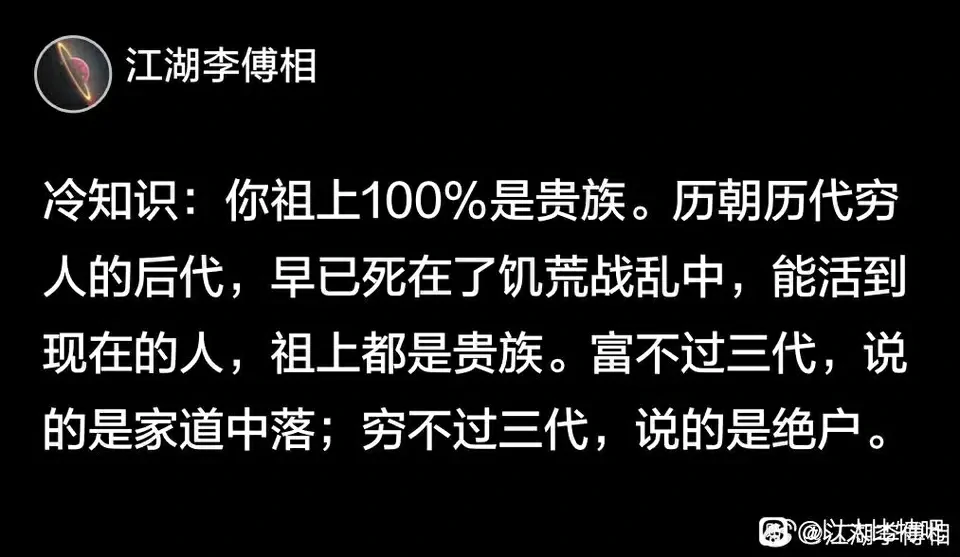 江湖李傅相
冷知识：你祖上100%是贵族。历朝历代穷
人的后代，早已死在了饥荒战乱中，能活到
现在的人，祖上都是贵族。富不过三代，说
的是家道中落；穷不过三代，说的是绝户。
@江湖李傅相